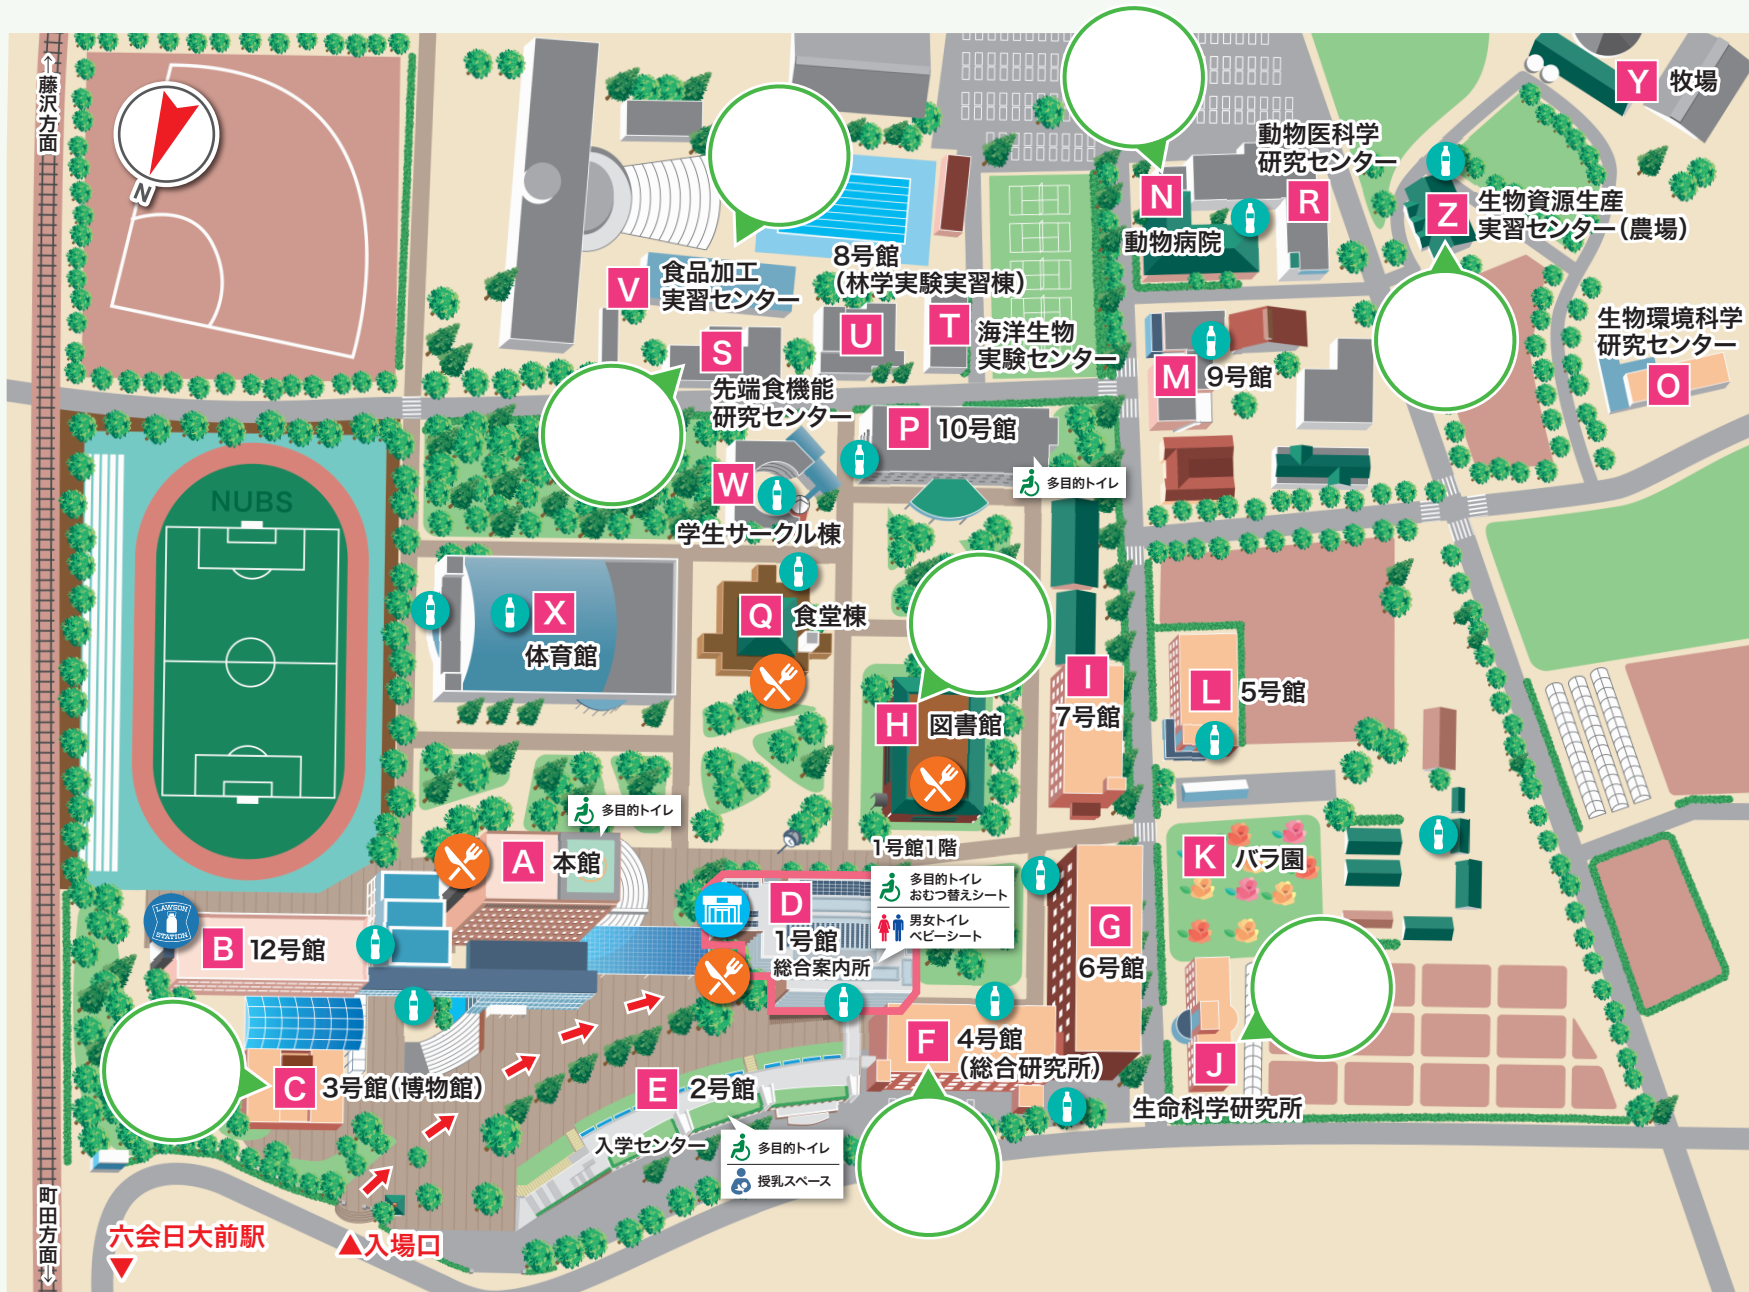 ←藤沢方面
N
Y 牧場
動物医科学
研究センター
R
N
動物病院
Z
生物資源生産
実習センター（農場）
V
食品加工
実習センター
8号館
（林学実験実習棟）
U
T
海洋生物
実験センター
S
先端食機能
研究センター
M 9号館
生物環境科学
研究センター
O
P 10号館
多目的トイレ
W
学生サークル棟
NUBS
X
体育館
Q 食堂棟
I
7号館
L 5号館
H 図書館
多目的トイレ
A 本館
1号館1階
多目的トイレ
おむつ替えシート
男女トイレ
ベビーシート
K バラ園
LAWSON
STATION
B 12号館
D
1号館
総合案内所
G
6号館
F
4号館
（総合研究所）
J
生命科学研究所
C 3号館（博物館）
E 2号館
入学センター
多目的トイレ
授乳スペース
町田方面→
六会日大前駅
▼
▲入場口